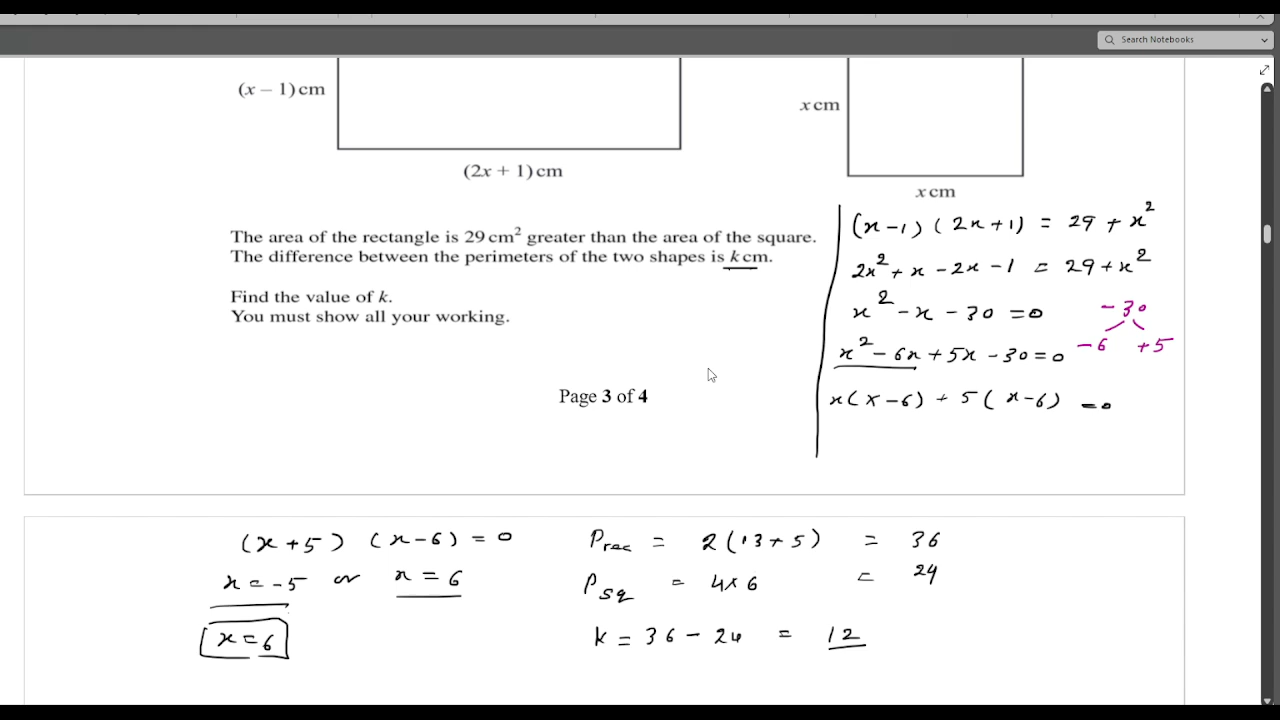 Search Notebooks
(x − 1) cm
x cm
(2x + 1) cm
x cm
The area of the rectangle is 29 cm² greater than the area of the square.
The difference between the perimeters of the two shapes is k cm.
Find the value of k.
You must show all your working.
Page 3 of 4
(x-1)(2x+1) = 29 + x²
2x² + x - 2x - 1 = 29 + x²
x² - x - 30 = 0
-30
-6 +5
x² - 6x + 5x - 30 = 0
x(x-6) + 5(x-6) = 0
(x+5) (x-6) = 0
x = -5 or x = 6
x = 6
Prec = 2(13+5) = 36
Psq = 4x6 = 24
k = 36 - 24 = 12